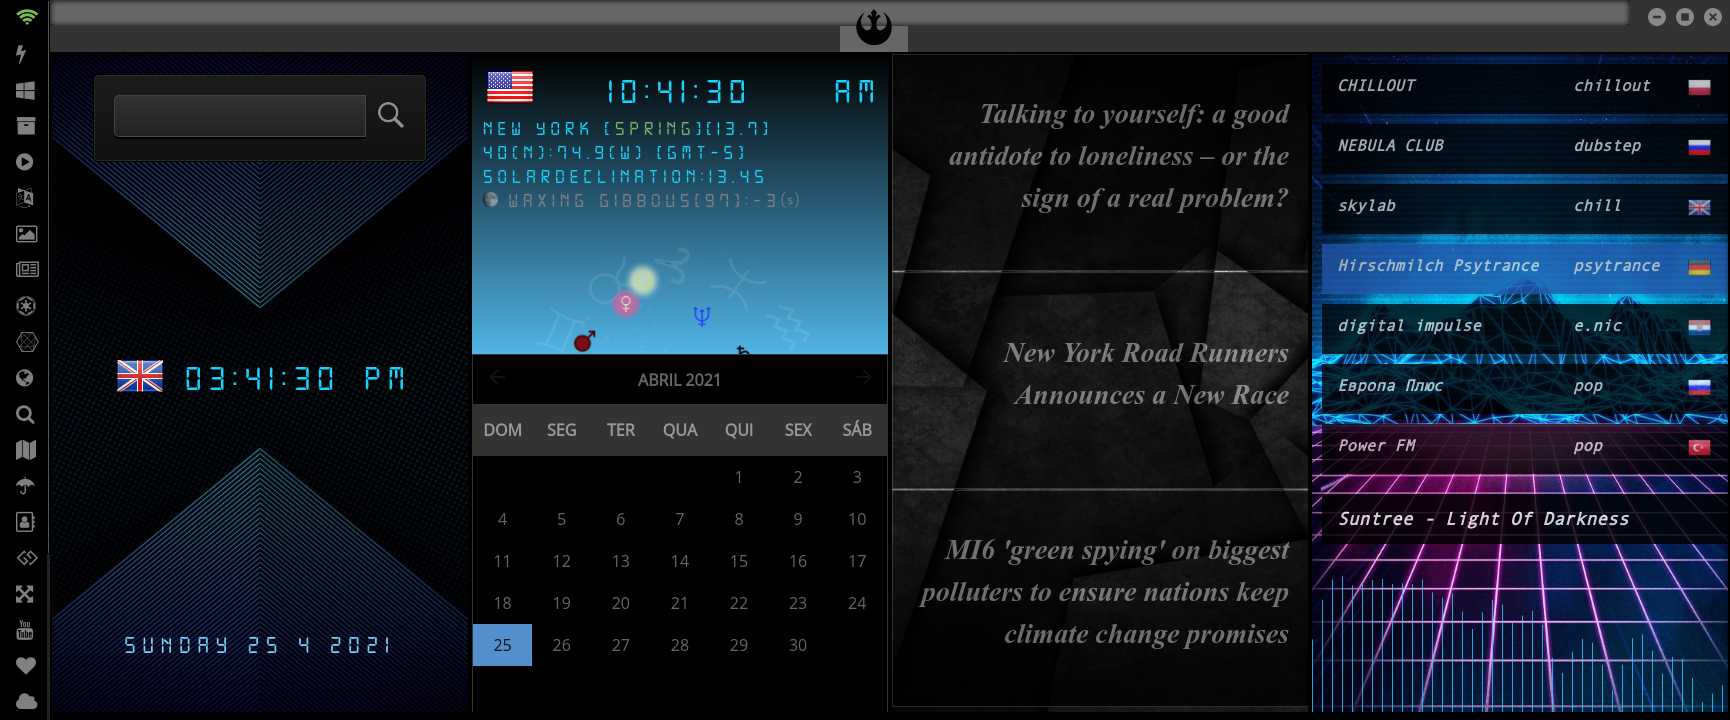 03:41:30 PM
SUNDAY 25 4 2021
10:41:30 AM
NEW YORK [SPRING][13.7]
40(N):74.9(W) [GMT-5]
SOLARDECLINATION:13.45
WAXING GIBBOUS[97]:-3(s)
ABRIL 2021
DOM SEG TER QUA QUI SEX SÁB
1 2 3
4 5 6 7 8 9 10
11 12 13 14 15 16 17
18 19 20 21 22 23 24
25 26 27 28 29 30
Talking to yourself: a good
antidote to loneliness – or the
sign of a real problem?
New York Road Runners
Announces a New Race
MI6 'green spying' on biggest
polluters to ensure nations keep
climate change promises
CHILLOUT chillout
NEBULA CLUB dubstep
skylab chill
Hirschmilch Psytrance psytrance
digital impulse e.nic
Европа Плюс pop
Power FM pop
Suntree - Light Of Darkness
You
Tube